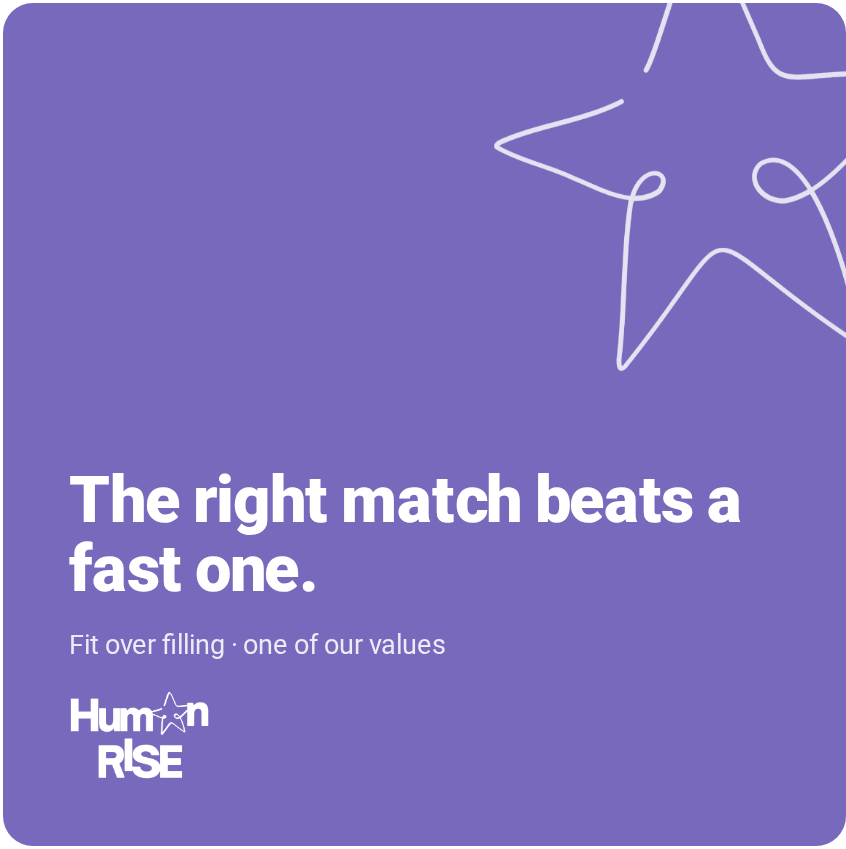 The right match beats a
fast one.
Fit over filling · one of our values
Human
RISE